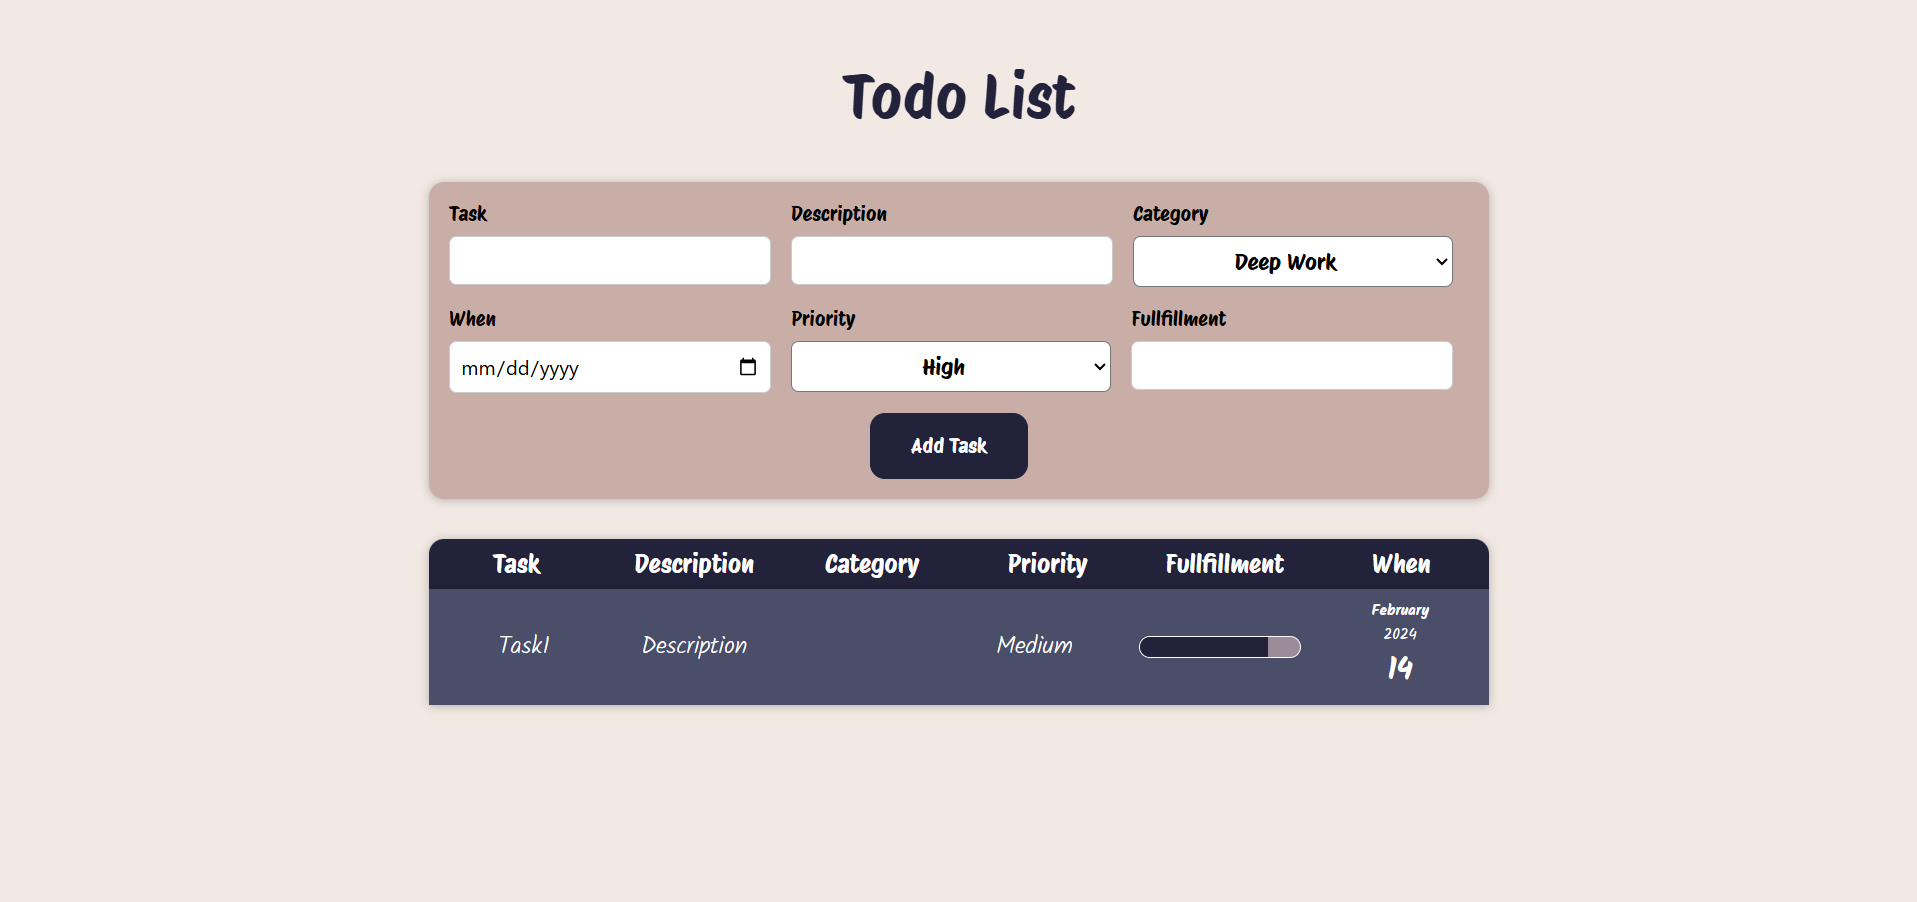 Todo List
Task Description Category
Deep Work
When Priority Fullfillment
mm/dd/yyyy High
Add Task
Task Description Category Priority Fullfillment When
Task1 Description Medium February
2024
14